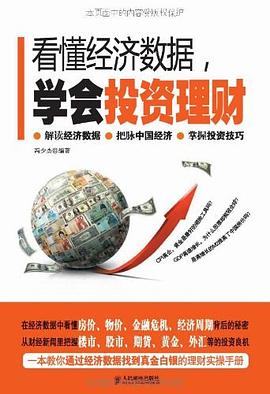 本页面中的内容受版权保护
看懂经济数据,
学会投资理财
解读经济数据 把脉中国经济 掌握投资技巧
冯夕杰◎编著
在经济数据中看懂房价、物价、金融危机、经济周期背后的秘密
从财经新闻里把握楼市、股市、期货、黄金、外汇等的投资良机
一本教你通过经济数据找到真金白银的理财实操手册
人民邮电出版社